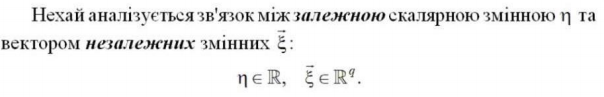 Нехай аналізується зв'язок між залежною скалярною змінною η та
вектором незалежних змінних ξ⃗ :
η ∈ ℝ, ξ⃗ ∈ ℝ^q.